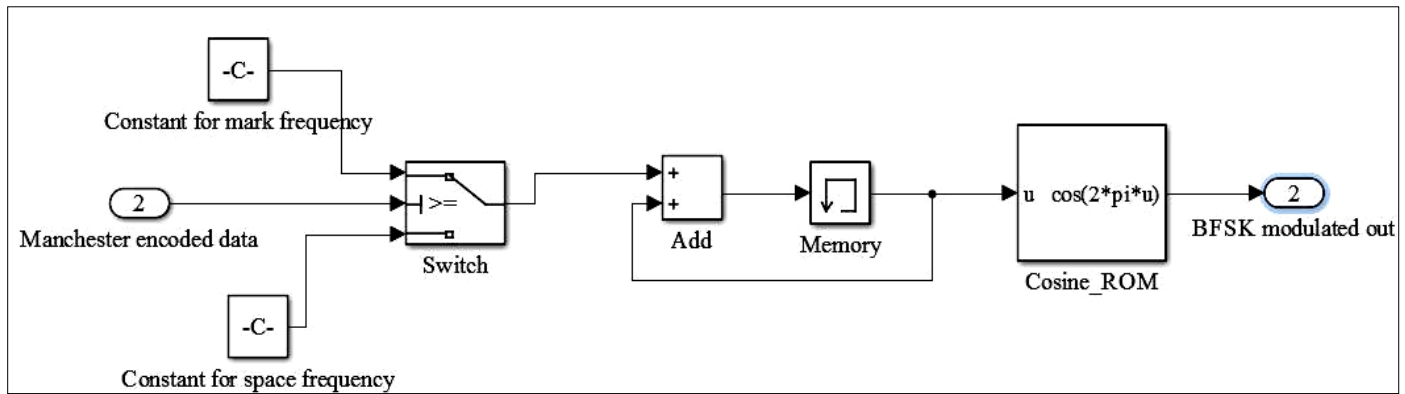 -C-
Constant for mark frequency
2
Manchester encoded data
>=
Switch
-C-
Constant for space frequency
+
+
Add
Memory
u cos(2*pi*u)
Cosine_ROM
2
BFSK modulated out